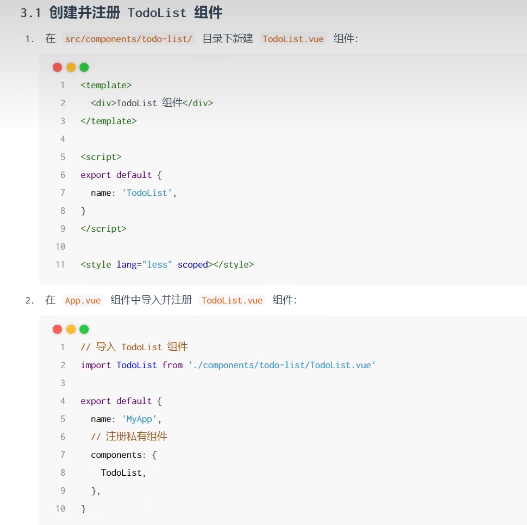 3.1 创建并注册 TodoList 组件
1. 在 src/components/todo-list/ 目录下新建 TodoList.vue 组件：
1 <template>
2   <div>TodoList 组件</div>
3 </template>
4
5 <script>
6 export default {
7   name: 'TodoList',
8 }
9 </script>
10
11 <style lang="less" scoped></style>
2. 在 App.vue 组件中导入并注册 TodoList.vue 组件：
1 // 导入 TodoList 组件
2 import TodoList from './components/todo-list/TodoList.vue'
3
4 export default {
5   name: 'MyApp',
6   // 注册私有组件
7   components: {
8     TodoList,
9   },
10 }